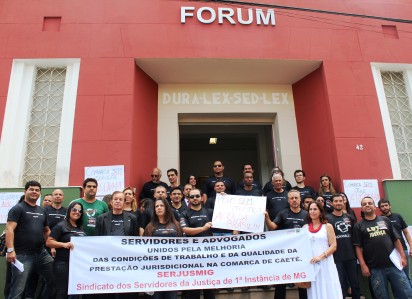 FORUM
DURA-LEX-SED-LEX
42
SERVIDORES E ADVOGADOS
UNIDOS PELA MELHORIA
DAS CONDIÇÕES DE TRABALHO E DA QUALIDADE DA
PRESTAÇÃO JURISDICIONAL NA COMARCA DE CAETÉ.
SERJUSMIG
Sindicato dos Servidores da Justiça de 1ª Instância de MG